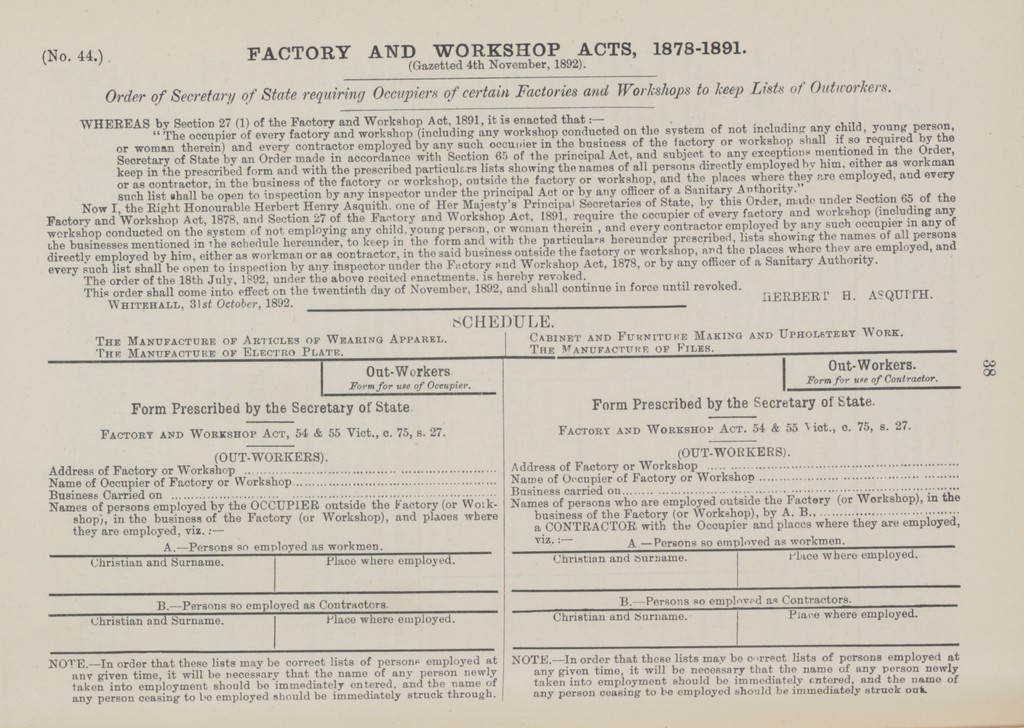 (No. 44.)
FACTORY AND WORKSHOP ACTS, 1878-1891.
(Gazetted 4th November, 1892).
Order of Secretary of State requiring Occupiers of certain Factories and Workshops to keep Lists of Outworkers.
WHEREAS by Section 27 (1) of the Factory and Workshop Act, 1891, it is enacted that :—
"The occupier of every factory and workshop (including any workshop conducted on the system of not including any child, young person,
or woman therein) and every contractor employed by any such occupier in the business of the factory or workshop shall if so required by the
Secretary of State by an Order made in accordance with Section 65 of the principal Act, and subject to any exceptions mentioned in the Order,
keep in the prescribed form and with the prescribed particulars lists showing the names of all persons directly employed by him, either as workman
or as contractor, in the business of the factory or workshop, outside the factory or workshop, and the places where they are employed, and every
such list shall be open to inspection by any inspector under the principal Act or by any officer of a Sanitary Authority."
Now I, the Right Honourable Herbert Henry Asquith, one of Her Majesty's Principal Secretaries of State, by this Order, made under Section 65 of the
Factory and Workshop Act, 1878, and Section 27 of the Factory and Workshop Act, 1891, require the occupier of every factory and workshop (including any
workshop conducted on the system of not employing any child, young person, or woman therein , and every contractor employed by any such occupier in any of
the businesses mentioned in the schedule hereunder, to keep in the form and with the particulars hereunder prescribed, lists showing the names of all persons
directly employed by him, either as workman or as contractor, in the said business outside the factory or workshop, and the places where they are employed, and
every such list shall be open to inspection by any inspector under the Factory and Workshop Act, 1878, or by any officer of a Sanitary Authority.
The order of the 18th July, 1892, under the above recited enactments, is hereby revoked.
This order shall come into effect on the twentieth day of November, 1892, and shall continue in force until revoked.
WHITEHALL, 31st October, 1892.
HERBERT H. ASQUITH.
SCHEDULE.
THE MANUFACTURE OF ARTICLES OF WEARING APPAREL.
THE MANUFACTURE OF ELECTRO PLATE.
CABINET AND FURNITURE MAKING AND UPHOLSTERY WORK.
THE MANUFACTURE OF FILES.
38
Out-Workers
Form for use of Occupier.
Form Prescribed by the Secretary of State
FACTORY AND WORKSHOP ACT, 54 & 55 Vict., c. 75, s. 27.
(OUT-WORKERS).
Address of Factory or Workshop
Name of Occupier of Factory or Workshop
Business Carried on
Names of persons employed by the OCCUPIER outside the Factory (or Work-
shop), in the business of the Factory (or Workshop), and places where
they are employed, viz. :—
A.—Persons so employed as workmen.
Christian and Surname. Place where employed.
B.—Persons so employed as Contractors.
Christian and Surname. Place where employed.
NOTE.—In order that these lists may be correct lists of persons employed at
any given time, it will be necessary that the name of any person newly
taken into employment should be immediately entered, and the name of
any person ceasing to be employed should be immediately struck through.
Out-Workers.
Form for use of Contractor.
Form Prescribed by the Secretary of State.
FACTORY AND WORKSHOP ACT. 54 & 55 Vict., c. 75, s. 27.
(OUT-WORKERS).
Address of Factory or Workshop
Name of Occupier of Factory or Workshop
Business carried on
Names of persons who are employed outside the Factory (or Workshop), in the
business of the Factory (or Workshop), by A. B.,
a CONTRACTOR with the Occupier and places where they are employed,
viz. :— A—Persons so employed as workmen.
Christian and Surname. Place where employed.
B.—Persons so employed as Contractors.
Christian and Surname. Place where employed.
NOTE.—In order that these lists may be correct lists of persons employed at
any given time, it will be necessary that the name of any person newly
taken into employment should be immediately entered, and the name of
any person ceasing to be employed should be immediately struck out.